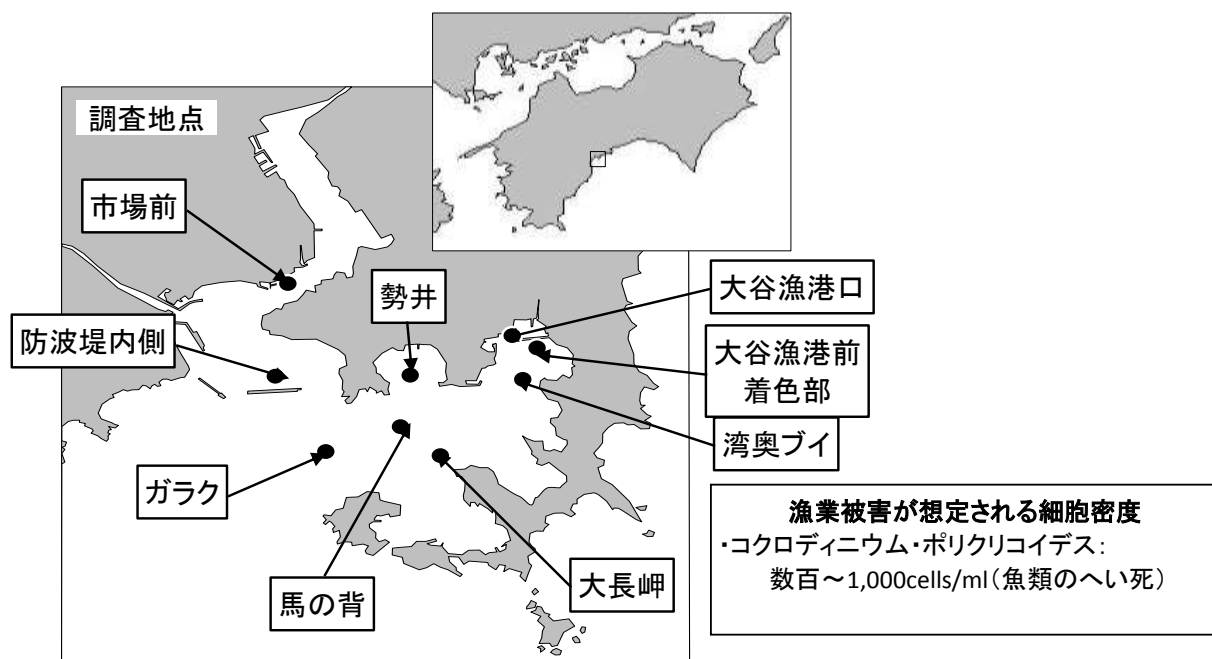 調査地点
市場前
勢井
防波堤内側
ガラク
馬の背
大長岬
大谷漁港口
大谷漁港前
着色部
湾奥ブイ
漁業被害が想定される細胞密度
・コクロディニウム・ポリクリコイデス:
数百～1,000cells/ml(魚類のへい死)